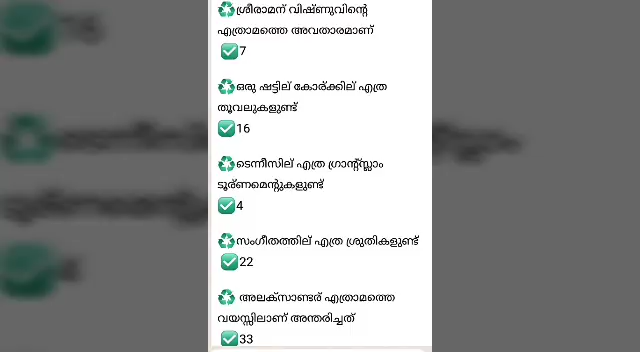 ♻️ശ്രീരാമന് വിഷ്ണുവിന്റെ
എത്രാമത്തെ അവതാരമാണ്
✅7
♻️ഒരു ഷട്ടില് കോര്ക്കില് എത്ര
തൂവലുകളുണ്ട്
✅16
♻️ടെന്നീസില് എത്ര ഗ്രാന്റ്സ്ലാം
ടൂര്ണമെന്റുകളുണ്ട്
✅4
♻️സംഗീതത്തില് എത്ര ശ്രുതികളുണ്ട്
✅22
♻️ അലക്സാണ്ടര് എത്രാമത്തെ
വയസ്സിലാണ് അന്തരിച്ചത്
✅33